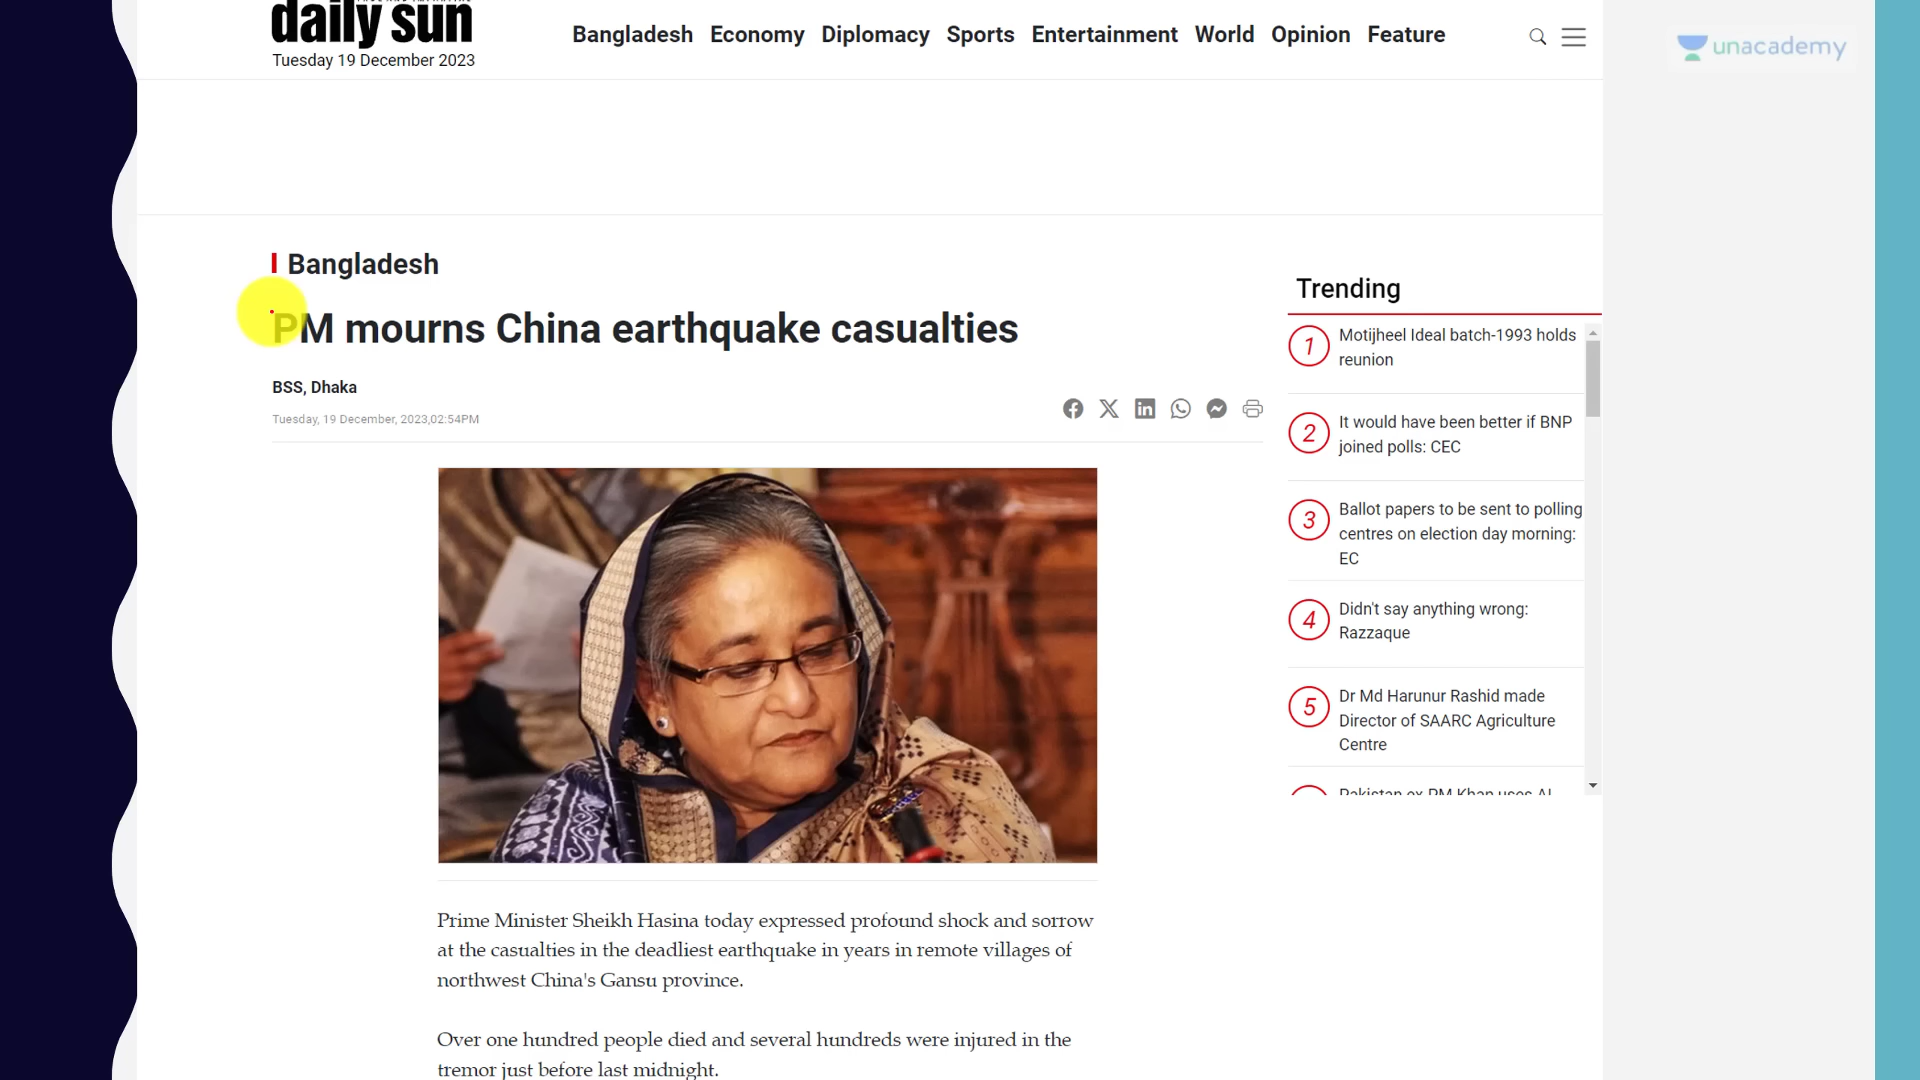 daily sun
Tuesday 19 December 2023
Bangladesh Economy Diplomacy Sports Entertainment World Opinion Feature
unacademy
Bangladesh
PM mourns China earthquake casualties
BSS, Dhaka
Tuesday, 19 December, 2023,02:54PM
Prime Minister Sheikh Hasina today expressed profound shock and sorrow
at the casualties in the deadliest earthquake in years in remote villages of
northwest China's Gansu province.
Over one hundred people died and several hundreds were injured in the
tremor just before last midnight.
Trending
1 Motijheel Ideal batch-1993 holds
reunion
2 It would have been better if BNP
joined polls: CEC
3 Ballot papers to be sent to polling
centres on election day morning:
EC
4 Didn't say anything wrong:
Razzaque
5 Dr Md Harunur Rashid made
Director of SAARC Agriculture
Centre
Pakistan ex-PM Khan uses AI